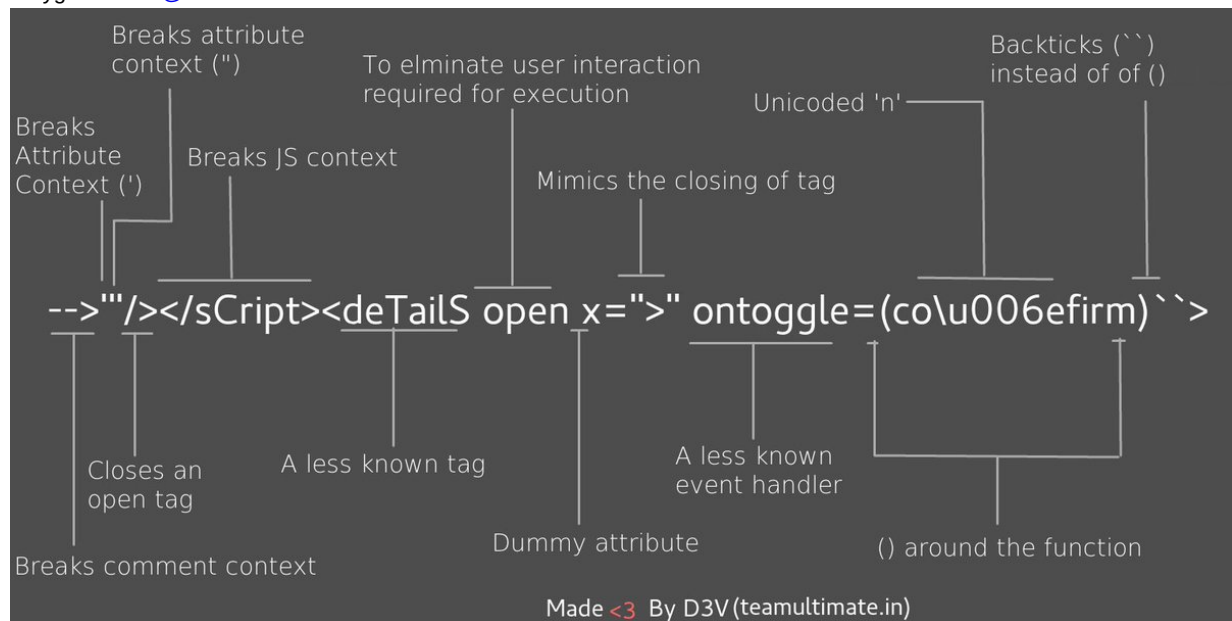 Breaks attribute
context (")
To elminate user interaction
required for execution
Backticks (``)
instead of of ()
Unicoded 'n'
Breaks
Attribute
Context (')
Breaks JS context
Mimics the closing of tag
-->'"/></sCript><deTailS open x=">" ontoggle=(co\u006efirm)``>
Closes an
open tag
A less known tag
A less known
event handler
Dummy attribute
() around the function
Breaks comment context
Made <3 By D3V (teamultimate.in)